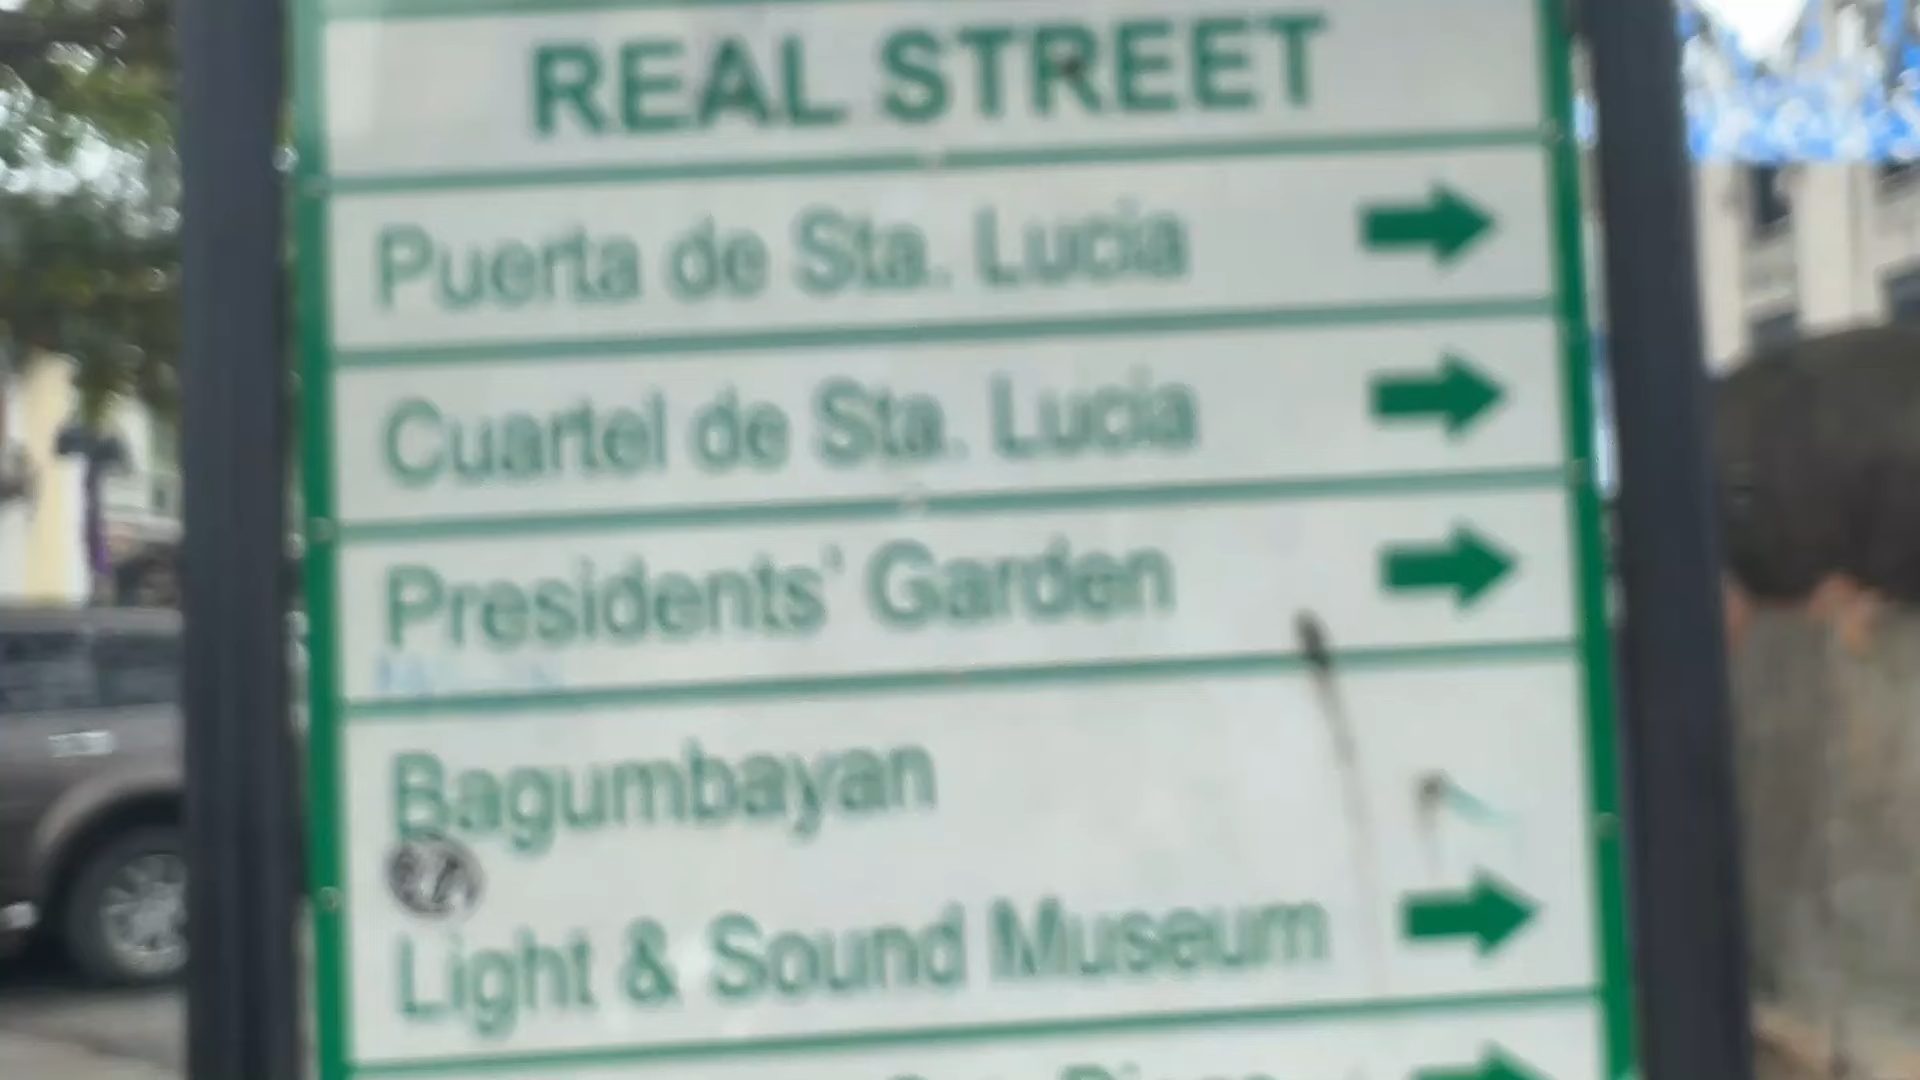 REAL STREET
Puerta de Sta. Lucia
Cuartel de Sta. Lucia
Presidents' Garden
Bagumbayan
Light & Sound Museum